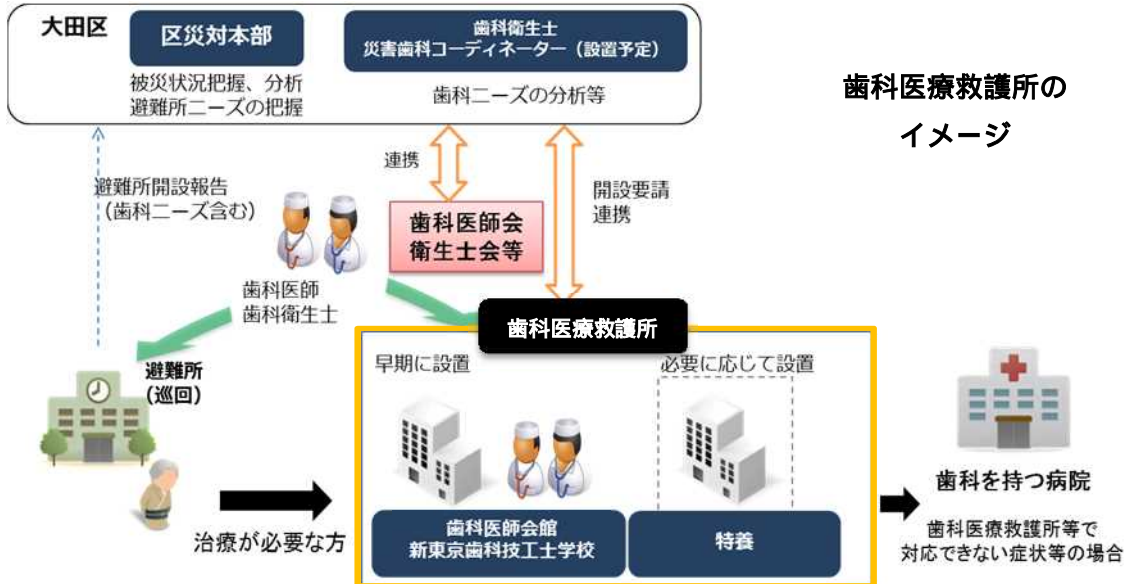 大田区
区災対本部
被災状況把握、分析
避難所ニーズの把握
歯科衛生士
災害歯科コーディネーター（設置予定）
歯科ニーズの分析等
歯科医療救護所の
イメージ
連携
開設要請
連携
避難所開設報告
（歯科ニーズ含む）
歯科医師会
衛生士会等
歯科医師
歯科衛生士
歯科医療救護所
避難所
(巡回)
早期に設置
必要に応じて設置
治療が必要な方
歯科医師会館
新東京歯科技工士学校
特養
歯科を持つ病院
歯科医療救護所等で
対応できない症状等の場合